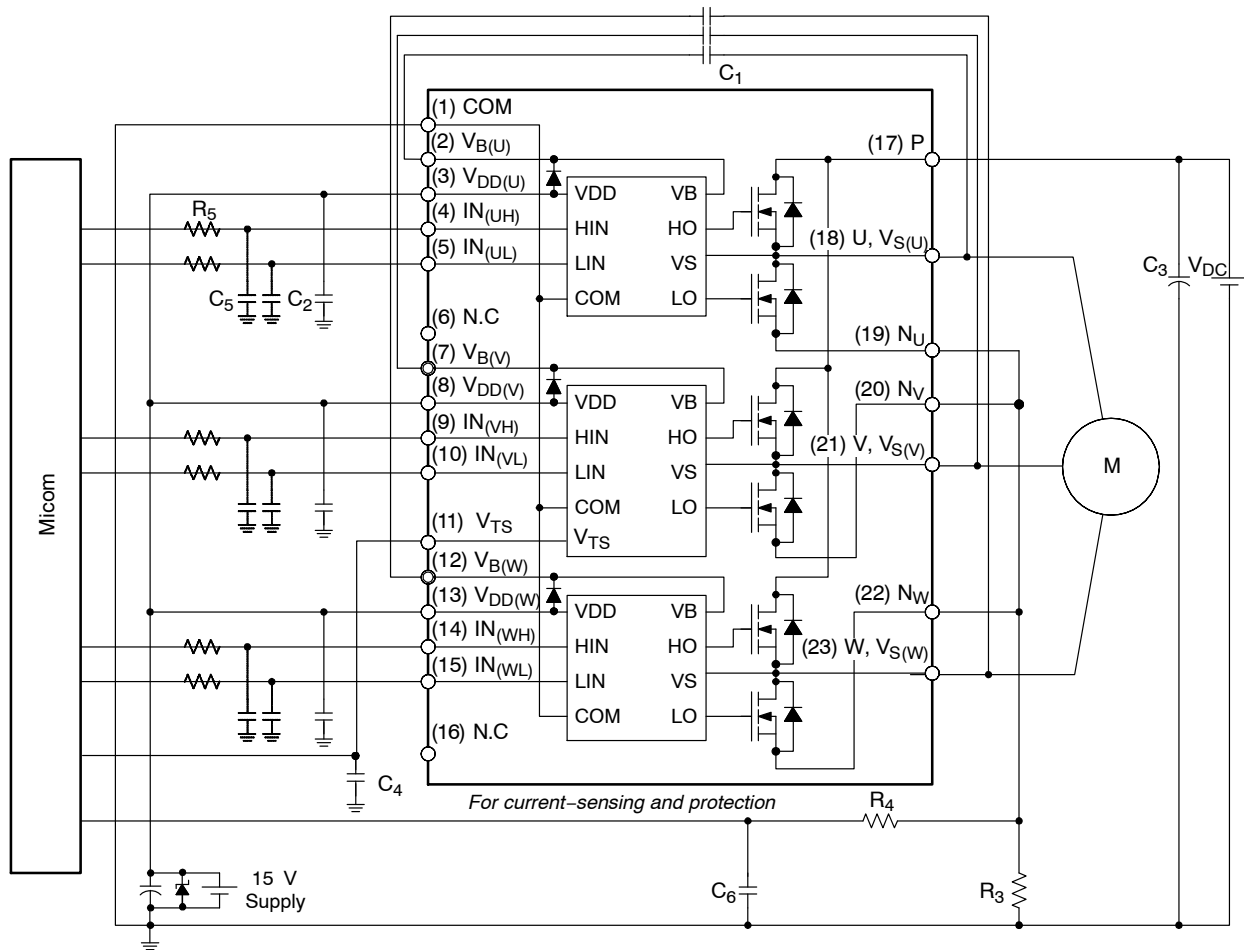 C1
(1) COM
(2) VB(U)
(3) VDD(U)
(4) IN(UH)
(5) IN(UL)
(6) N.C
(7) VB(V)
(8) VDD(V)
(9) IN(VH)
(10) IN(VL)
(11) VTS
(12) VB(W)
(13) VDD(W)
(14) IN(WH)
(15) IN(WL)
(16) N.C
VDD
HIN
LIN
COM
VB
HO
VS
LO
VDD
HIN
LIN
COM
VTS
VB
HO
VS
LO
VDD
HIN
LIN
COM
VB
HO
VS
LO
(17) P
(18) U, VS(U)
(19) NU
(20) NV
(21) V, VS(V)
(22) NW
(23) W, VS(W)
R5
C5
C2
Micom
C4
C3
VDC
M
For current–sensing and protection
R4
C6
R3
15 V
Supply